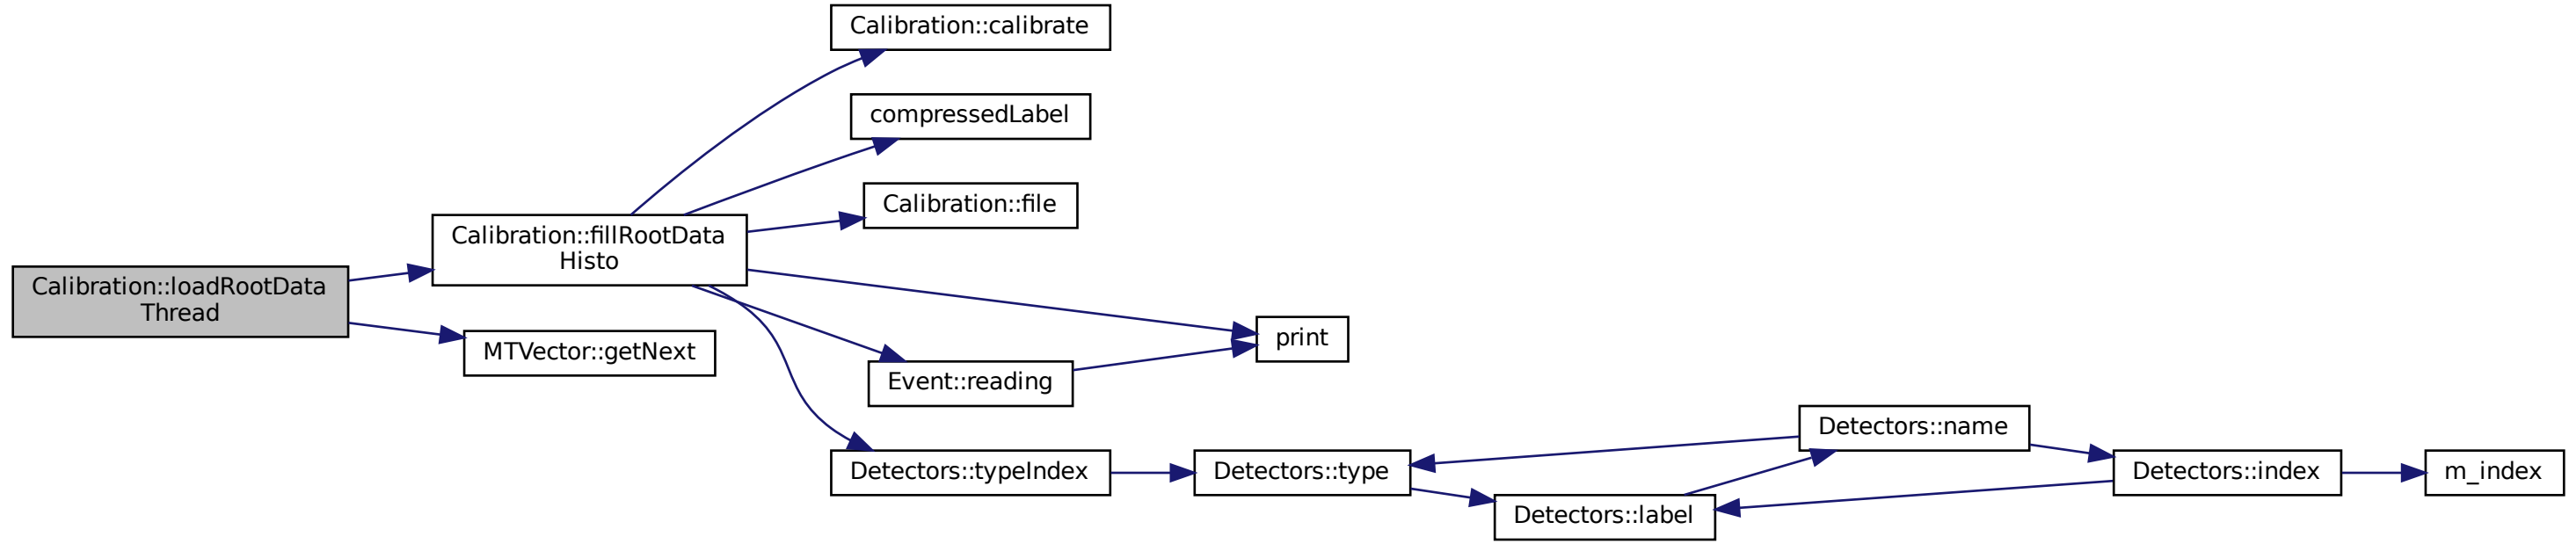 Calibration::calibrate
compressedLabel
Calibration::file
Calibration::fillRootData
Histo
Calibration::loadRootData
Thread
print
MTVector::getNext
Event::reading
Detectors::name
Detectors::typeIndex
Detectors::type
Detectors::index
m_index
Detectors::label